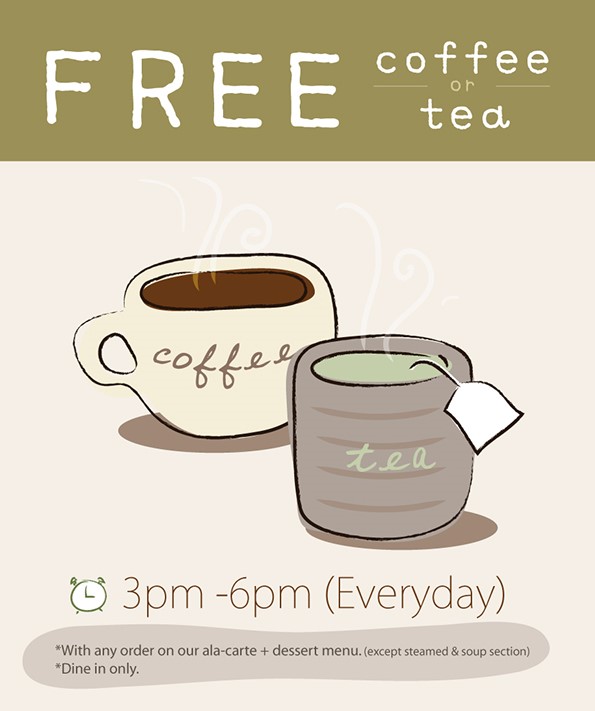 FREE coffee
or
tea
coffee
tea
3pm -6pm (Everyday)
*With any order on our ala-carte + dessert menu. (except steamed & soup section)
*Dine in only.